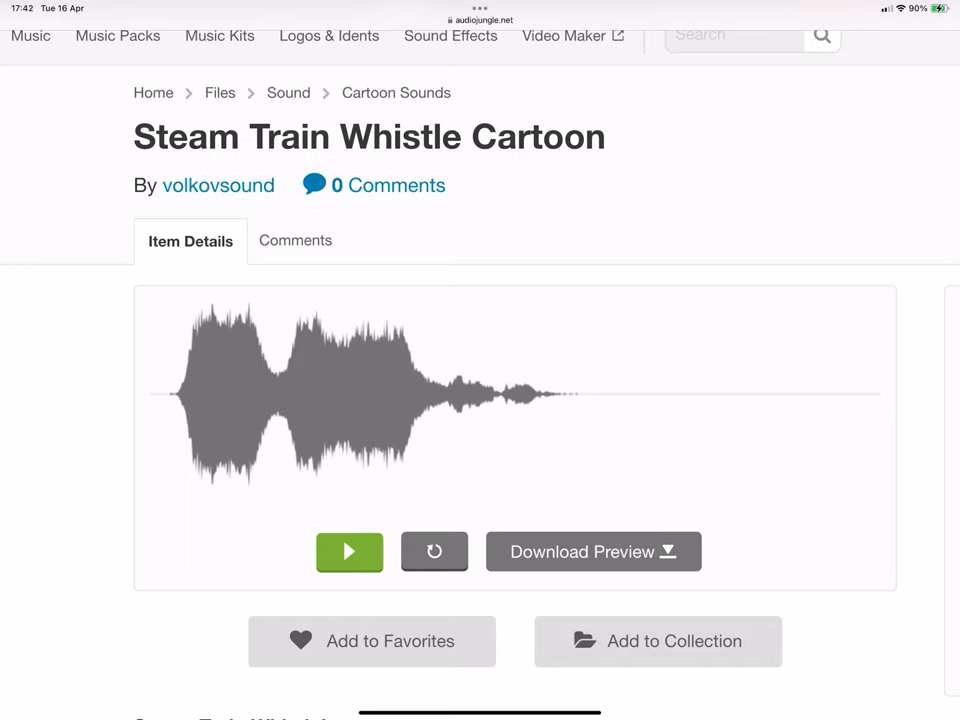 17:42 Tue 16 Apr
audiojungle.net
90%
Music Music Packs Music Kits Logos & Idents Sound Effects Video Maker Search
Home Files Sound Cartoon Sounds
Steam Train Whistle Cartoon
By volkovsound 0 Comments
Item Details Comments
Download Preview
Add to Favorites Add to Collection